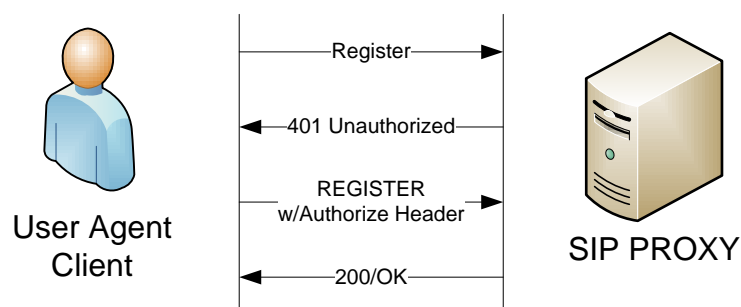 Register
401 Unauthorized
REGISTER
w/Authorize Header
200/OK
User Agent
Client
SIP PROXY